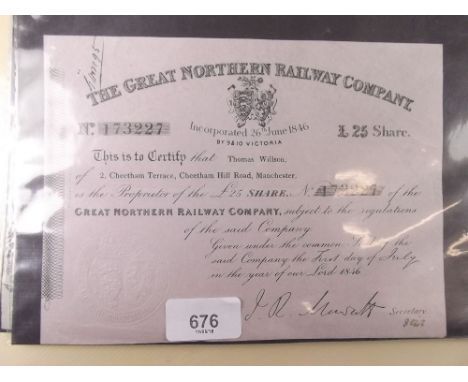 THE GREAT NORTHERN RAILWAY COMPANY.
No. 173227
Incorporated 26th June 1846
BY 9 & 10 VICTORIA
£25 Share.
This is to Certify that Thomas Willson,
of 2, Cheetham Terrace, Cheetham Hill Road, Manchester,
is the Proprietor of the £25 SHARE, No. 173227 of the
GREAT NORTHERN RAILWAY COMPANY, subject to the regulations
of the said Company
Given under the common Seal of the
said Company the First day of July
in the year of our Lord 1846.
J. R. Secretary
676